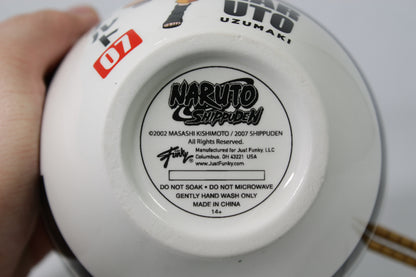 UTO
UZUMAKI
07
NARUTO
SHIPPUDEN
©2002 MASASHI KISHIMOTO / 2007 SHIPPUDEN
All Rights Reserved.
Funky
Manufactured for Just Funky, LLC
Columbus, OH 43221 USA
www.JustFunky.com
DO NOT SOAK • DO NOT MICROWAVE
GENTLY HAND WASH ONLY
MADE IN CHINA
14+